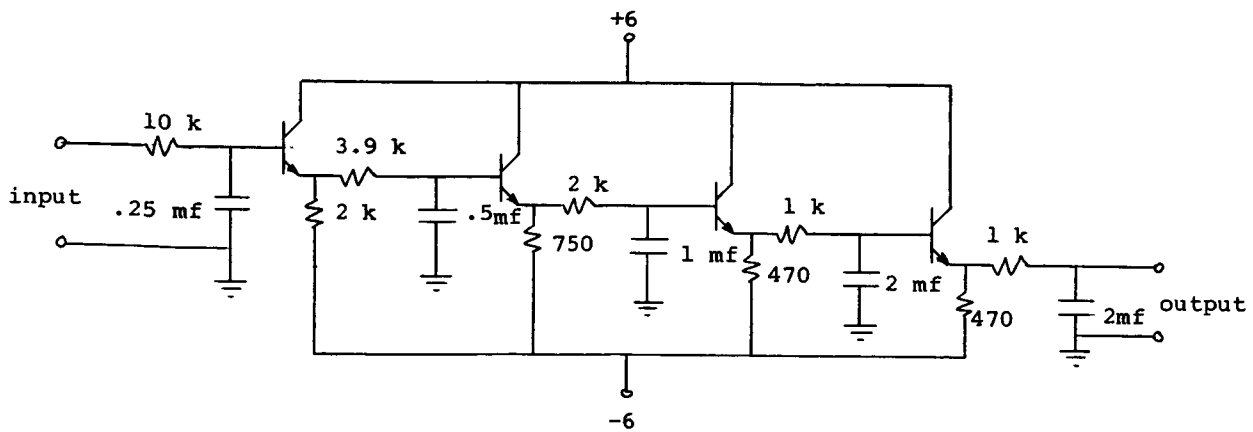 +6
10 k
3.9 k
2 k
1 k
1 k
input
.25 mf
2 k
.5mf
750
1 mf
470
2 mf
470
2mf
output
-6